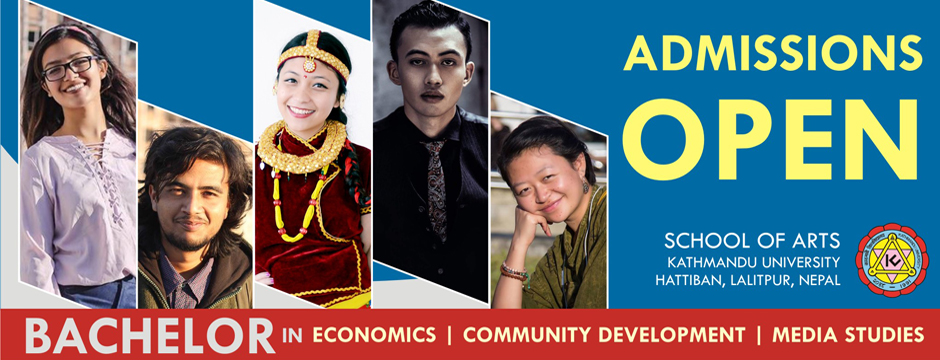 ADMISSIONS
OPEN
SCHOOL OF ARTS
KATHMANDU UNIVERSITY
HATTIBAN, LALITPUR, NEPAL
BACHELOR IN ECONOMICS | COMMUNITY DEVELOPMENT | MEDIA STUDIES